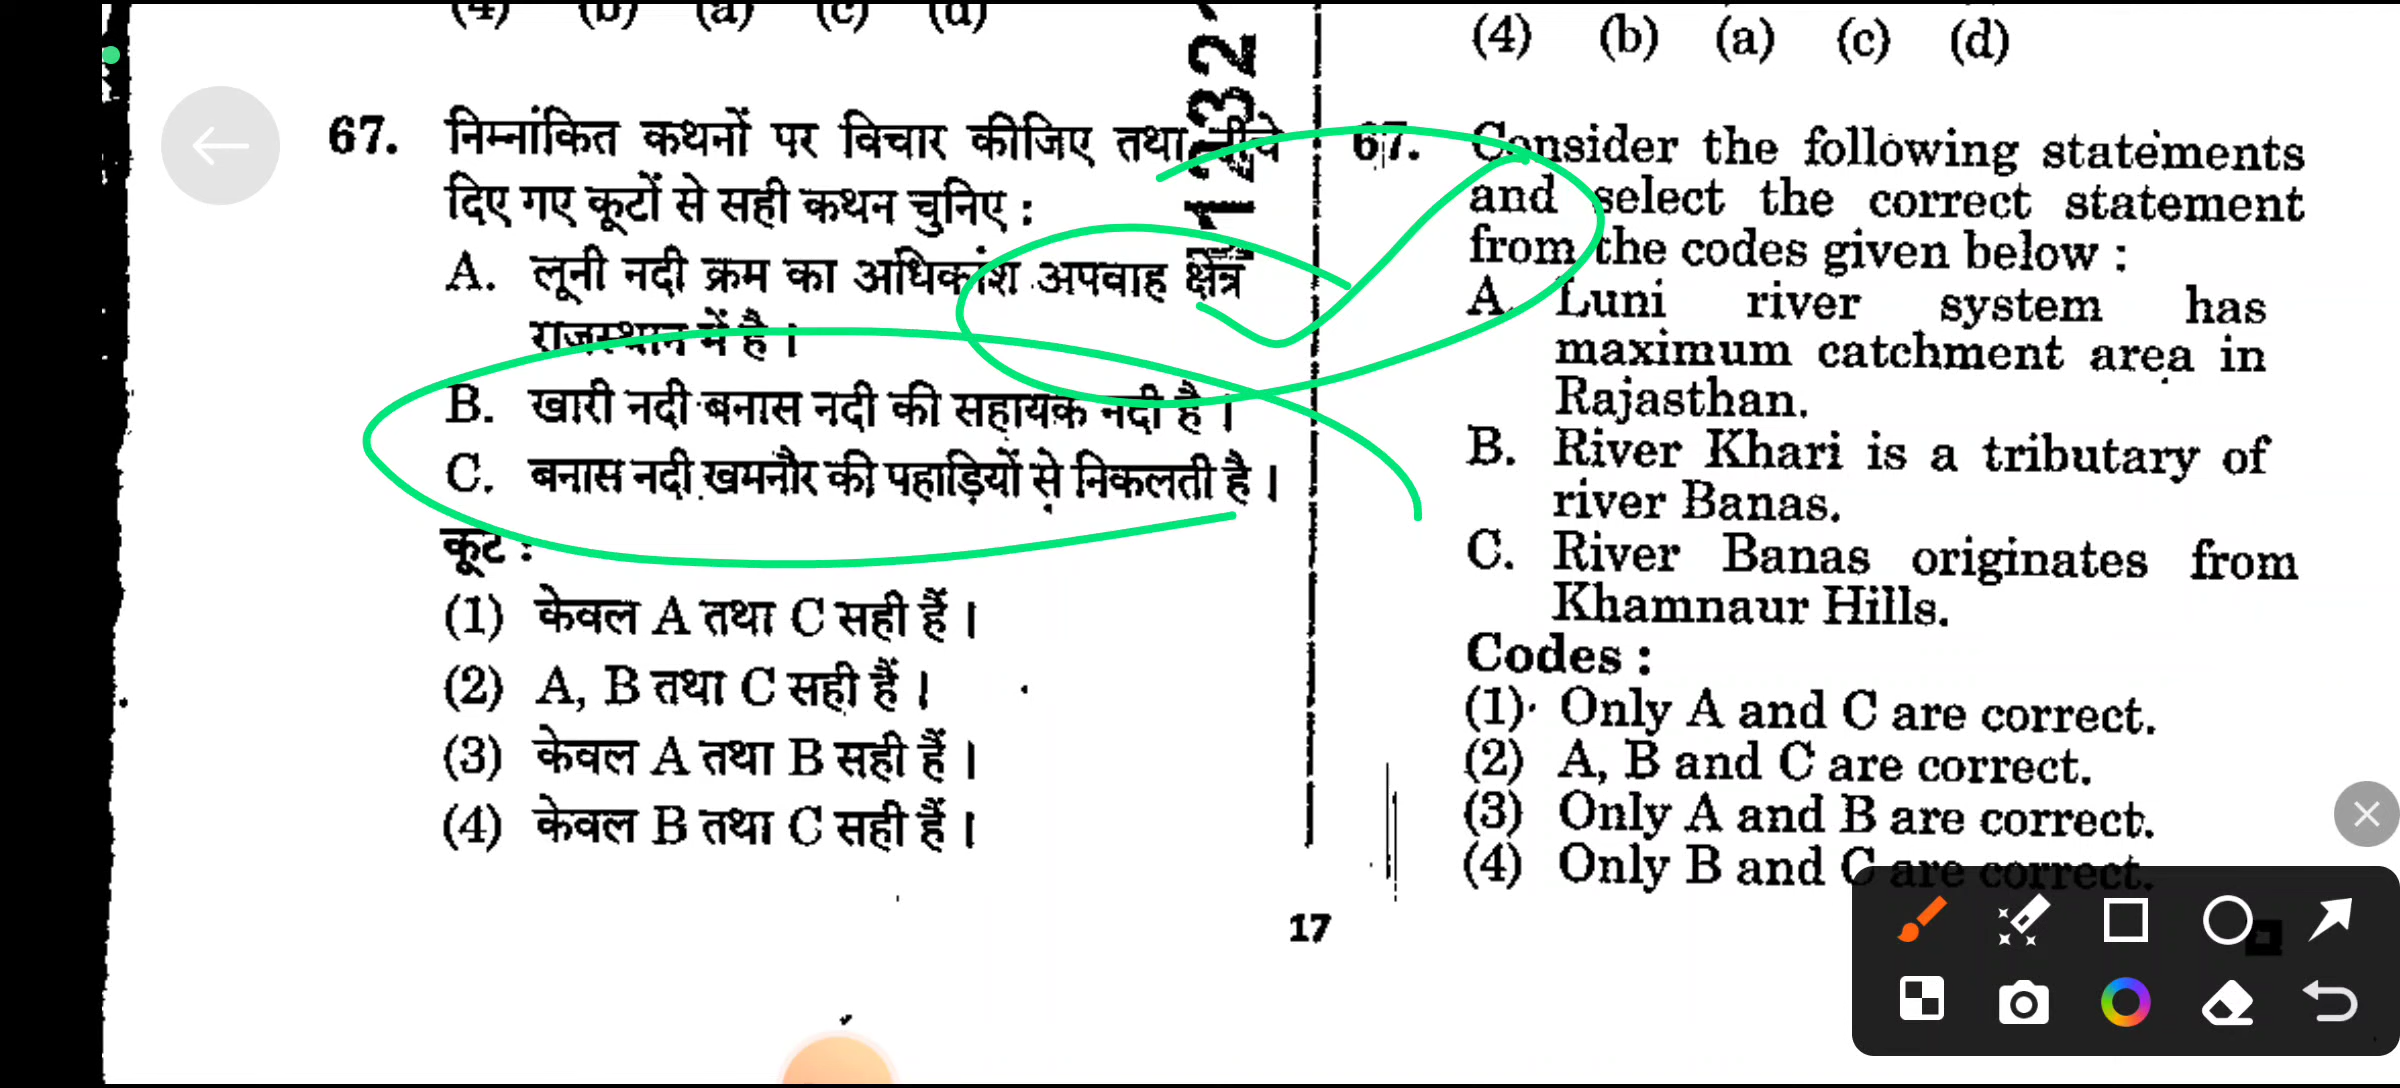 (4) (b) (a) (c) (d)
67. निम्नांकित कथनों पर विचार कीजिए तथा नीचे
दिए गए कूटों से सही कथन चुनिए :
A. लूनी नदी क्रम का अधिकांश अपवाह क्षेत्र
राजस्थान में है ।
B. खारी नदी बनास नदी की सहायक नदी है ।
C. बनास नदी खमनौर की पहाड़ियों से निकलती है ।
कूट :
(1) केवल A तथा C सही हैं ।
(2) A, B तथा C सही हैं ।
(3) केवल A तथा B सही हैं ।
(4) केवल B तथा C सही हैं ।
(4) (b) (a) (c) (d)
67. Consider the following statements
and select the correct statement
from the codes given below :
A. Luni river system has
maximum catchment area in
Rajasthan.
B. River Khari is a tributary of
river Banas.
C. River Banas originates from
Khamnaur Hills.
Codes :
(1) Only A and C are correct.
(2) A, B and C are correct.
(3) Only A and B are correct.
(4) Only B and C are correct.
17